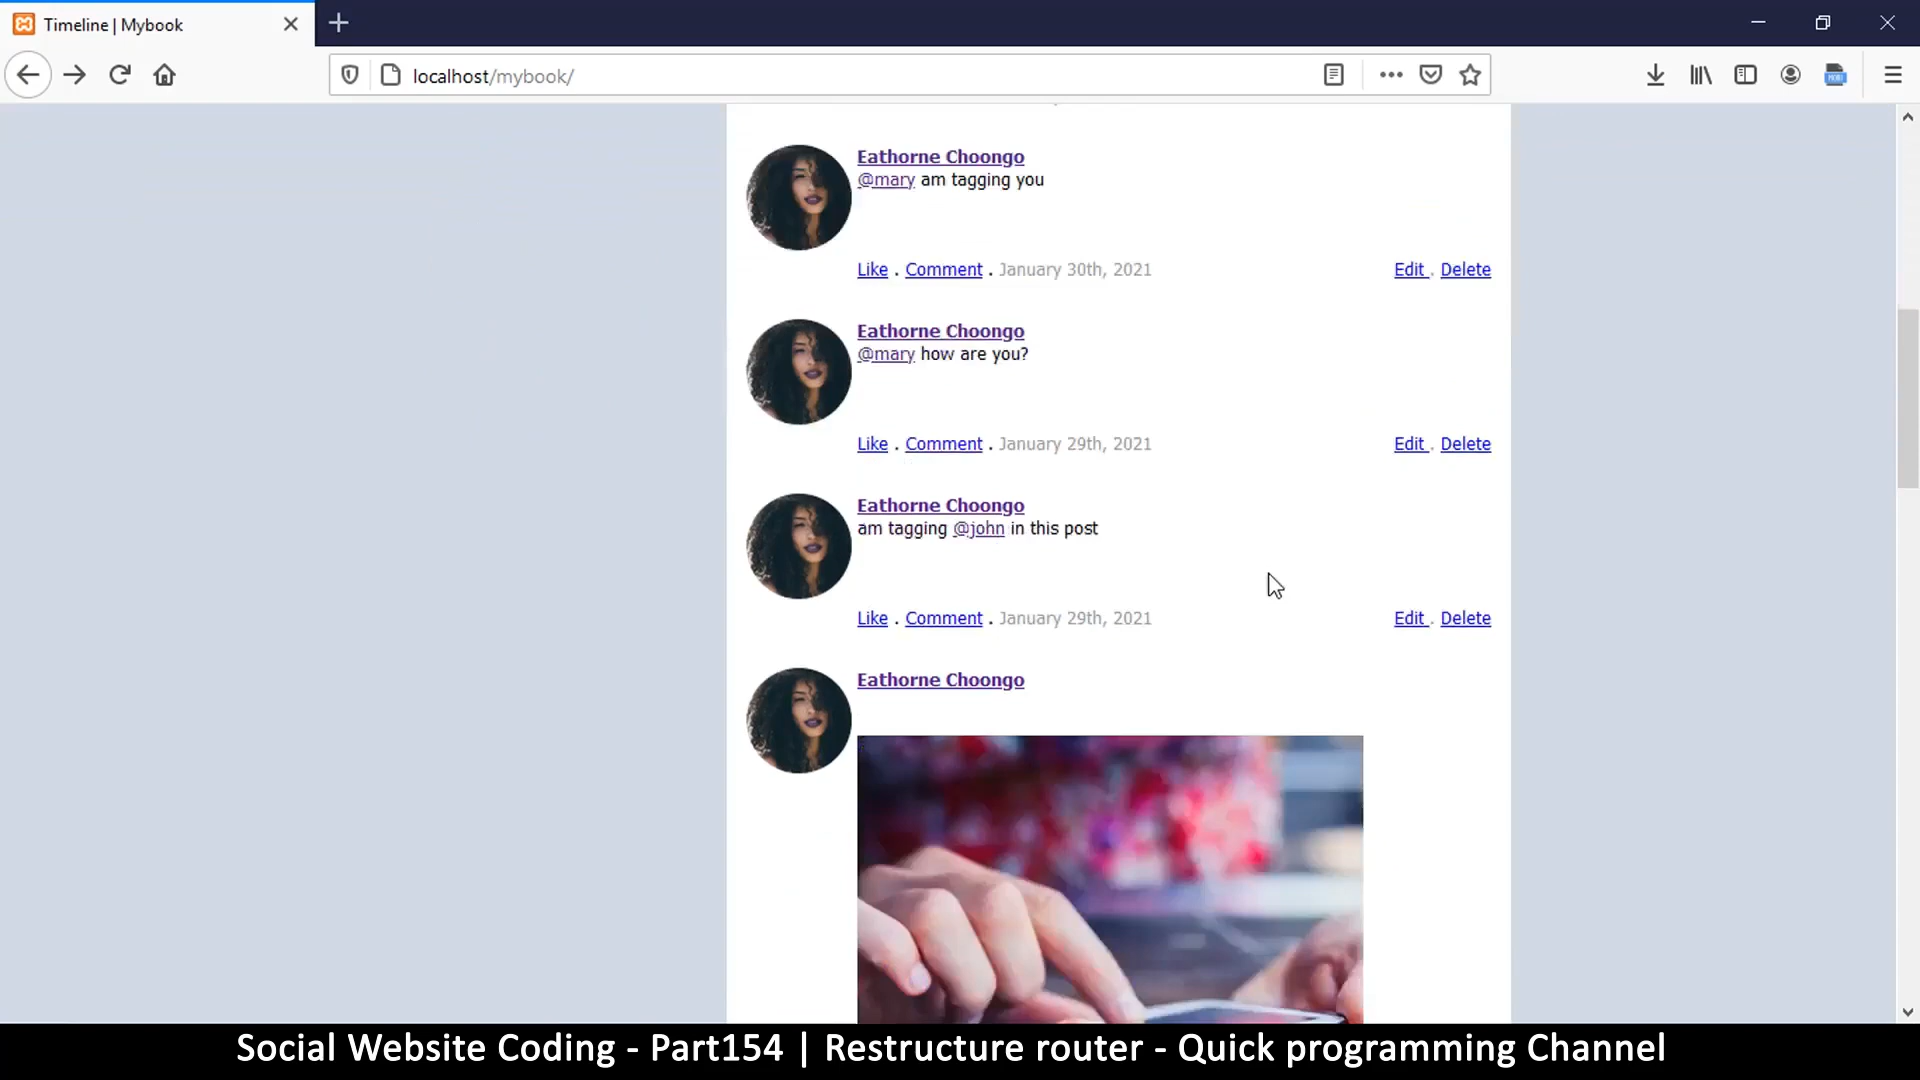 Timeline | Mybook
localhost/mybook/
Eathorne Choongo
@mary am tagging you
Like . Comment . January 30th, 2021 Edit . Delete
Eathorne Choongo
@mary how are you?
Like . Comment . January 29th, 2021 Edit . Delete
Eathorne Choongo
am tagging @john in this post
Like . Comment . January 29th, 2021 Edit . Delete
Eathorne Choongo
Social Website Coding - Part154 | Restructure router - Quick programming Channel